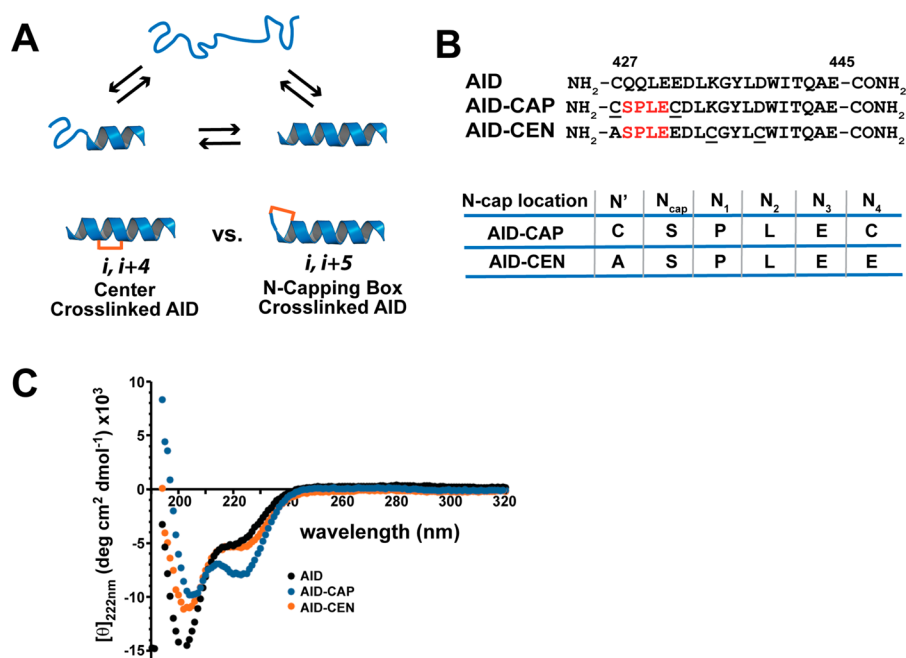 A
i, i+4
Center
Crosslinked AID
vs.
i, i+5
N-Capping Box
Crosslinked AID
B
427 445
AID NH2-CQQLEEDLKGYLDWITQAE-CONH2
AID-CAP NH2-CSPLECDLKGYLDWITQAE-CONH2
AID-CEN NH2-ASPLEEDLCGYLCWITQAE-CONH2
N-cap location N' Ncap N1 N2 N3 N4
AID-CAP C S P L E C
AID-CEN A S P L E E
C
[θ]222nm (deg cm2 dmol-1) x103
10
5
0
-5
-10
-15
200 220 240 260 280 300 320
wavelength (nm)
AID
AID-CAP
AID-CEN